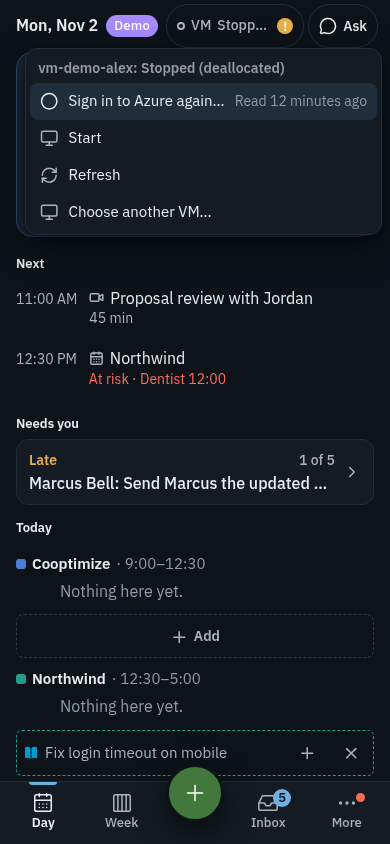 Mon, Nov 2 Demo VM Stopp... ! Ask
vm-demo-alex: Stopped (deallocated)
Sign in to Azure again... Read 12 minutes ago
Start
Refresh
Choose another VM...
Next
11:00 AM Proposal review with Jordan
45 min
12:30 PM Northwind
At risk · Dentist 12:00
Needs you
Late 1 of 5
Marcus Bell: Send Marcus the updated ...
Today
Cooptimize · 9:00–12:30
Nothing here yet.
+ Add
Northwind · 12:30–5:00
Nothing here yet.
Fix login timeout on mobile
5
Day Week Inbox More